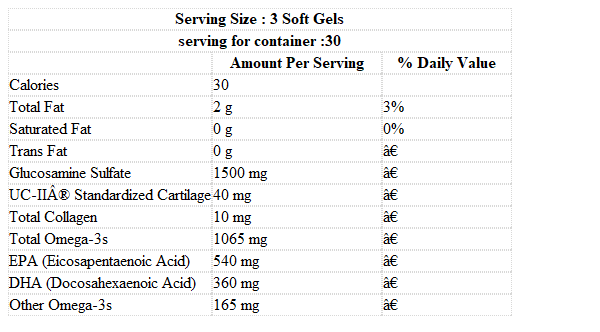 Serving Size : 3 Soft Gels
serving for container :30
Amount Per Serving % Daily Value
Calories 30
Total Fat 2 g 3%
Saturated Fat 0 g 0%
Trans Fat 0 g â€
Glucosamine Sulfate 1500 mg â€
UC-IIÂ® Standardized Cartilage 40 mg â€
Total Collagen 10 mg â€
Total Omega-3s 1065 mg â€
EPA (Eicosapentaenoic Acid) 540 mg â€
DHA (Docosahexaenoic Acid) 360 mg â€
Other Omega-3s 165 mg â€